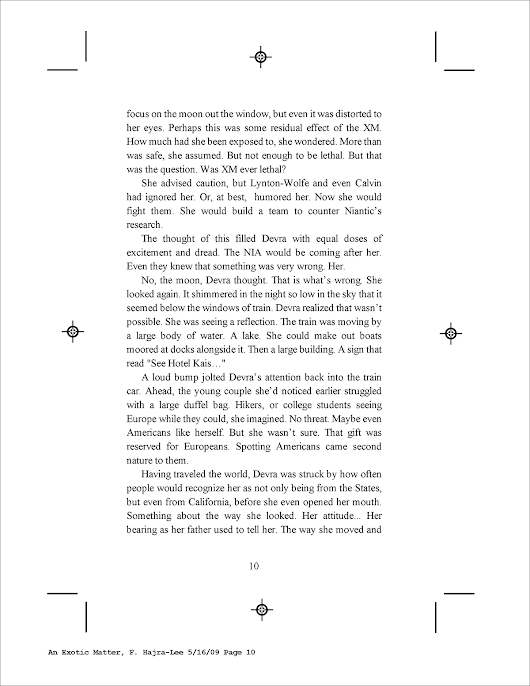 focus on the moon out the window, but even it was distorted to
her eyes. Perhaps this was some residual effect of the XM.
How much had she been exposed to, she wondered. More than
was safe, she assumed. But not enough to be lethal. But that
was the question. Was XM ever lethal?
She advised caution, but Lynton-Wolfe and even Calvin
had ignored her. Or, at best, humored her. Now she would
fight them. She would build a team to counter Niantic's
research.
The thought of this filled Devra with equal doses of
excitement and dread. The NIA would be coming after her.
Even they knew that something was very wrong. Her.
No, the moon, Devra thought. That is what's wrong. She
looked again. It shimmered in the night so low in the sky that it
seemed below the windows of train. Devra realized that wasn't
possible. She was seeing a reflection. The train was moving by
a large body of water. A lake. She could make out boats
moored at docks alongside it. Then a large building. A sign that
read "See Hotel Kais…"
A loud bump jolted Devra's attention back into the train
car. Ahead, the young couple she'd noticed earlier struggled
with a large duffel bag. Hikers, or college students seeing
Europe while they could, she imagined. No threat. Maybe even
Americans like herself. But she wasn't sure. That gift was
reserved for Europeans. Spotting Americans came second
nature to them.
Having traveled the world, Devra was struck by how often
people would recognize her as not only being from the States,
but even from California, before she even opened her mouth.
Something about the way she looked. Her attitude... Her
bearing as her father used to tell her. The way she moved and
10
An Exotic Matter, F. Hajra-Lee 5/16/09 Page 10